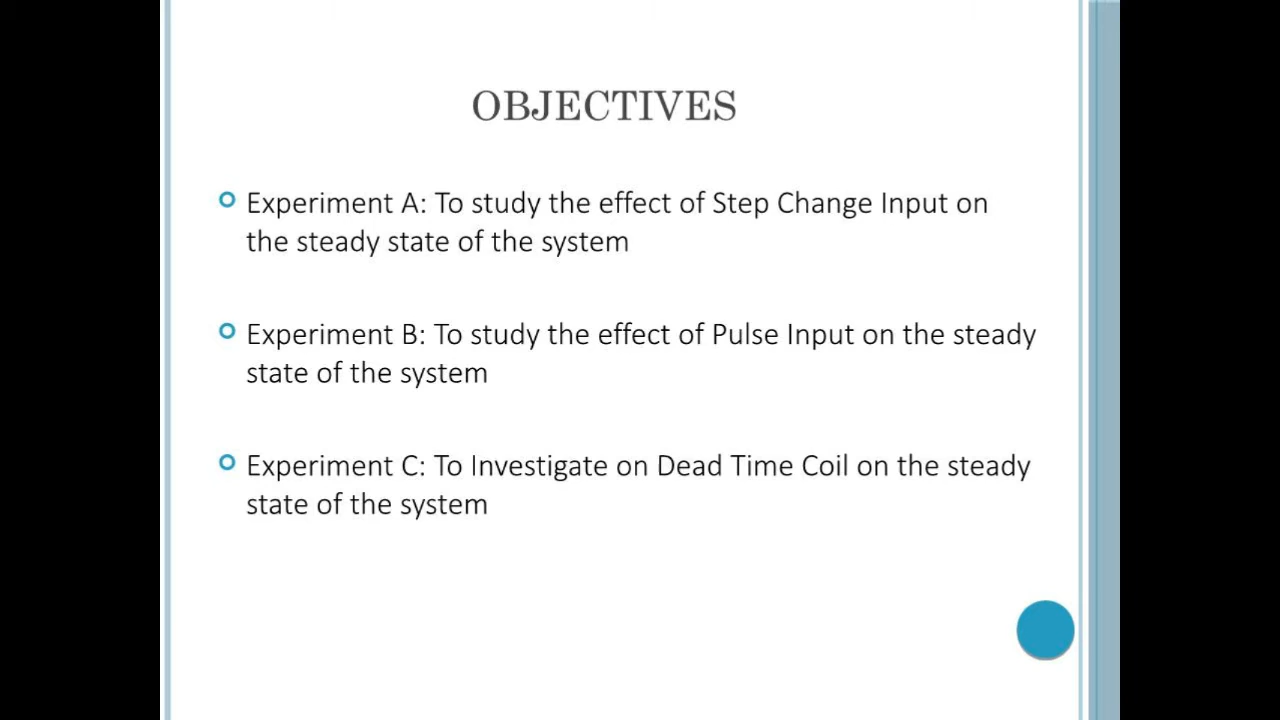 OBJECTIVES
Experiment A: To study the effect of Step Change Input on
the steady state of the system
Experiment B: To study the effect of Pulse Input on the steady
state of the system
Experiment C: To Investigate on Dead Time Coil on the steady
state of the system